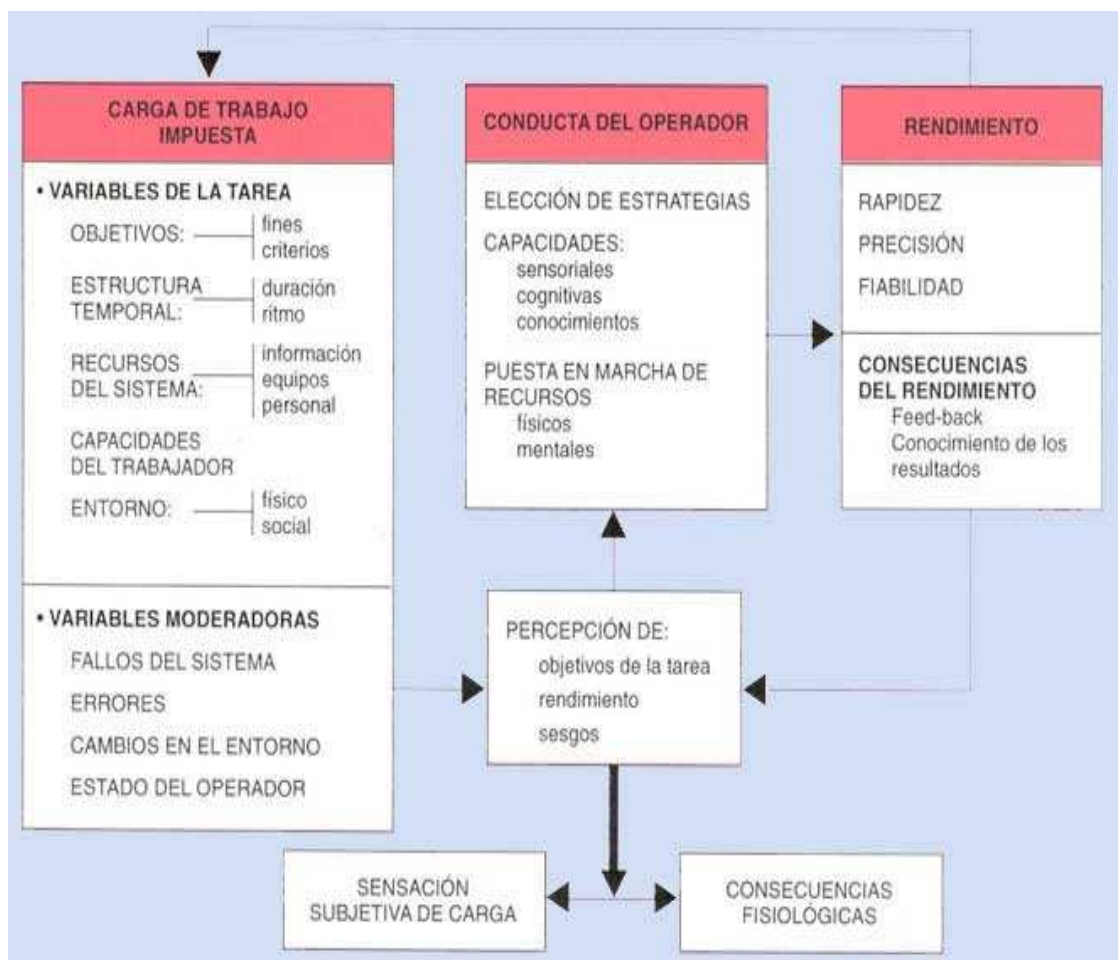 CARGA DE TRABAJO
IMPUESTA
• VARIABLES DE LA TAREA
OBJETIVOS:
fines
criterios
ESTRUCTURA
TEMPORAL:
duración
ritmo
RECURSOS
DEL SISTEMA:
información
equipos
personal
CAPACIDADES
DEL TRABAJADOR
ENTORNO:
físico
social
• VARIABLES MODERADORAS
FALLOS DEL SISTEMA
ERRORES
CAMBIOS EN EL ENTORNO
ESTADO DEL OPERADOR
CONDUCTA DEL OPERADOR
ELECCIÓN DE ESTRATEGIAS
CAPACIDADES:
sensoriales
cognitivas
conocimientos
PUESTA EN MARCHA DE
RECURSOS
físicos
mentales
RENDIMIENTO
RAPIDEZ
PRECISIÓN
FIABILIDAD
CONSECUENCIAS
DEL RENDIMIENTO
Feed-back
Conocimiento de los
resultados
PERCEPCIÓN DE:
objetivos de la tarea
rendimiento
sesgos
SENSACIÓN
SUBJETIVA DE CARGA
CONSECUENCIAS
FISIOLÓGICAS